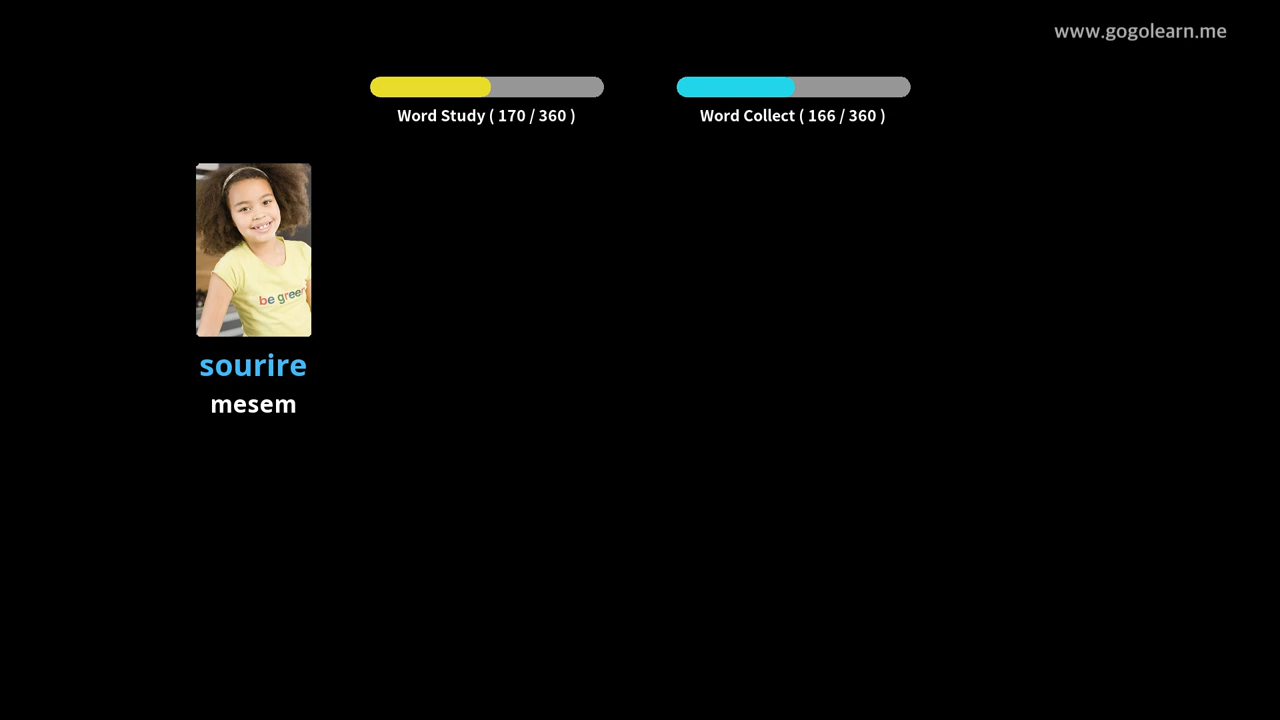 www.gogolearn.me
Word Study ( 170 / 360 )
Word Collect ( 166 / 360 )
be green
sourire
mesem